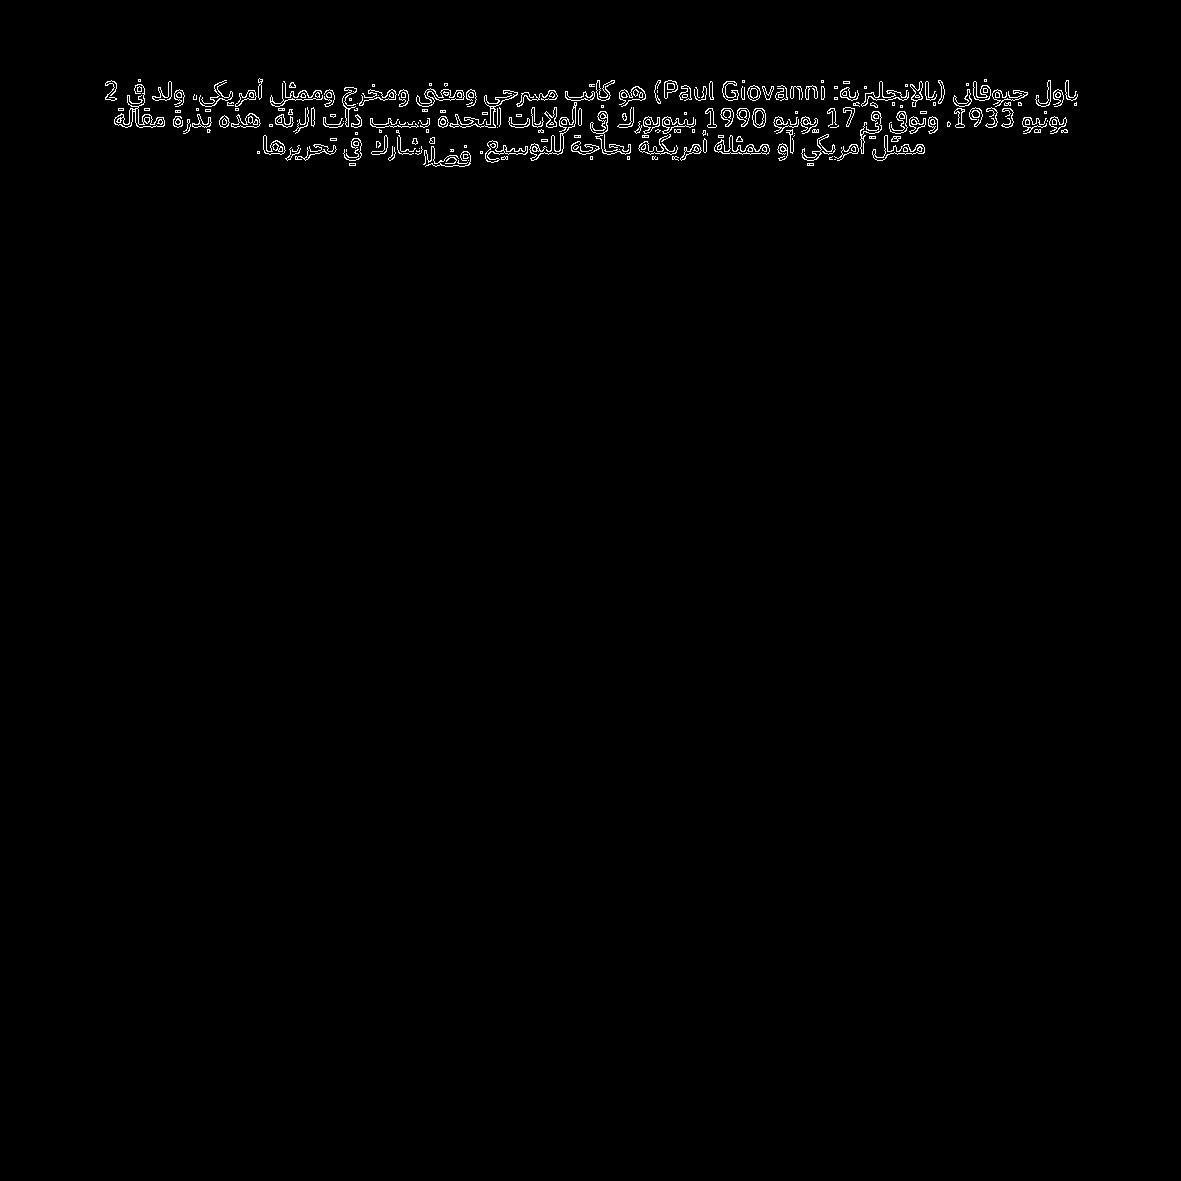 باول جيوفاني (بالإنجليزية: Paul Giovanni) هو كاتب مسرحي ومغني ومخرج وممثل أمريكي، ولد في 2
يونيو 1933، وتوفي في 17 يونيو 1990 بنيويورك في الولايات المتحدة بسبب ذات الرئة. هذه بذرة مقالة
ممثل أمريكي أو ممثلة أمريكية بحاجة للتوسيع. فضلًا شارك في تحريرها.